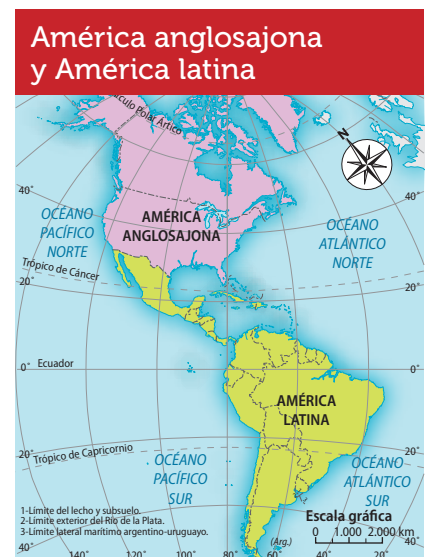 América anglosajona
y América latina
Círculo Polar Ártico
N
40°
40°
OCÉANO
PACÍFICO
NORTE
AMÉRICA
ANGLOSAJONA
OCÉANO
ATLÁNTICO
NORTE
Trópico de Cáncer
20°
20°
0°
Ecuador
0°
AMÉRICA
LATINA
20°
Trópico de Capricornio
20°
OCÉANO
PACÍFICO
SUR
OCÉANO
ATLÁNTICO
SUR
1-Límite del lecho y subsuelo.
2-Límite exterior del Río de la Plata.
3-Límite lateral marítimo argentino-uruguayo.
Escala gráfica
0 1.000 2.000 km
(Arg.)
40°
40°
140° 120° 100° 80° 60° 40° 20°